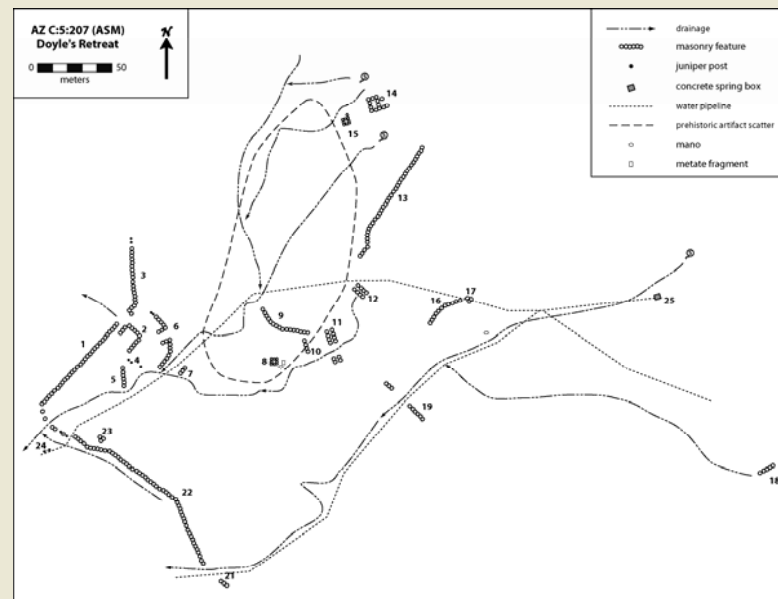 AZ C:5:207 (ASM)
Doyle's Retreat
N
0 50
meters
drainage
masonry feature
juniper post
concrete spring box
water pipeline
prehistoric artifact scatter
mano
metate fragment
S
14
15
S
13
3
S
17
25
12
16
1
2
6
9
11
4
10
8
5
7
19
23
24
22
18
21